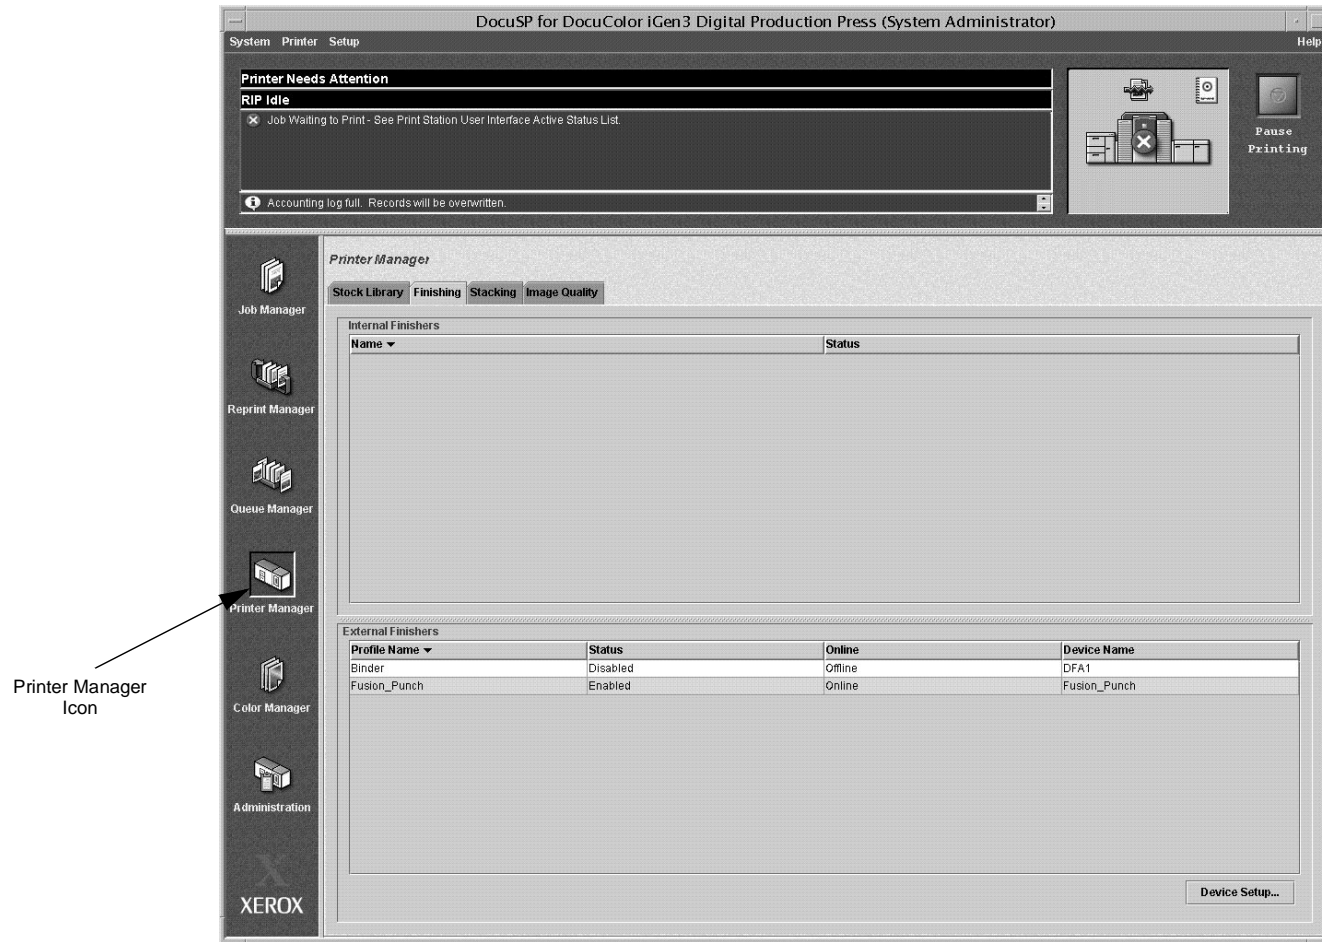 DocuSP for DocuColor iGen3 Digital Production Press (System Administrator)
System Printer Setup Help
Printer Needs Attention
RIP Idle
Job Waiting to Print - See Print Station User Interface Active Status List.
Accounting log full. Records will be overwritten.
Pause
Printing
Job Manager
Reprint Manager
Queue Manager
Printer Manager
Color Manager
Administration
XEROX
Printer Manager
Icon
Printer Manager
Stock Library Finishing Stacking Image Quality
Internal Finishers
Name Status
External Finishers
Profile Name Status Online Device Name
Binder Disabled Offline DFA1
Fusion_Punch Enabled Online Fusion_Punch
Device Setup...